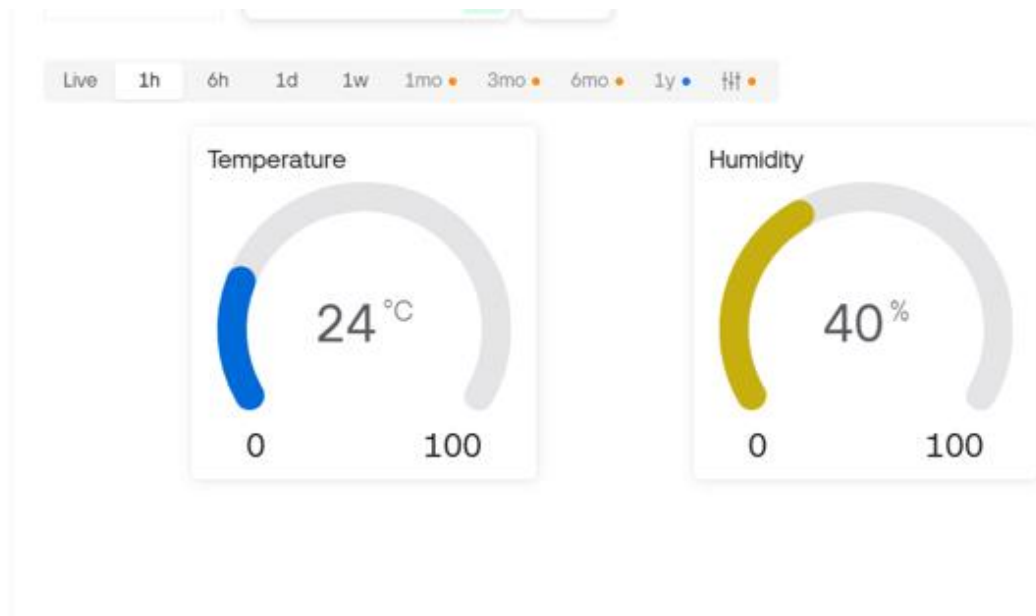 Live 1h 6h 1d 1w 1mo 3mo 6mo 1y
Temperature
24 °C
0 100
Humidity
40 %
0 100